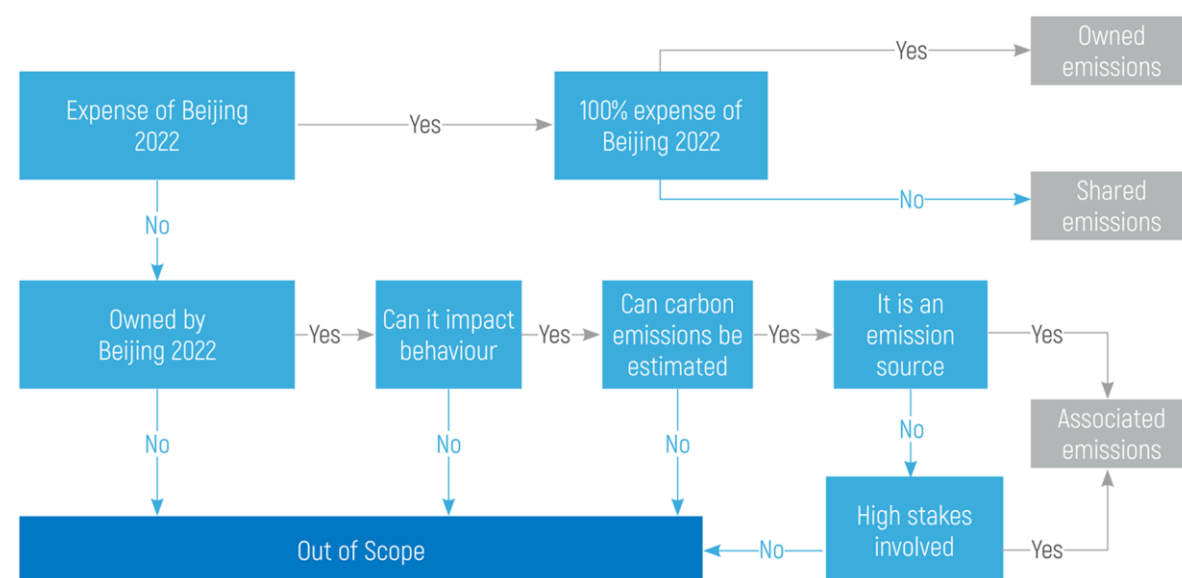 Expense of Beijing
2022
Yes
100% expense of
Beijing 2022
Yes
Owned
emissions
No
Shared
emissions
No
Owned by
Beijing 2022
Yes
Can it impact
behaviour
Yes
Can carbon
emissions be
estimated
Yes
It is an
emission
source
Yes
Associated
emissions
No
No
No
No
High stakes
involved
Yes
No
Out of Scope